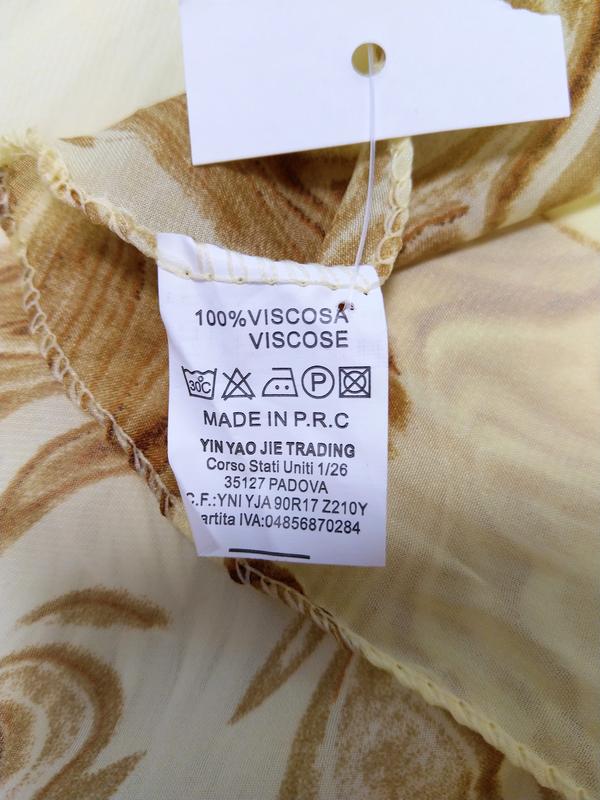 100%VISCOSA
VISCOSE
30°C P
MADE IN P.R.C
YIN YAO JIE TRADING
Corso Stati Uniti 1/26
35127 PADOVA
C.F.:YNI YJA 90R17 Z210Y
artita IVA:04856870284